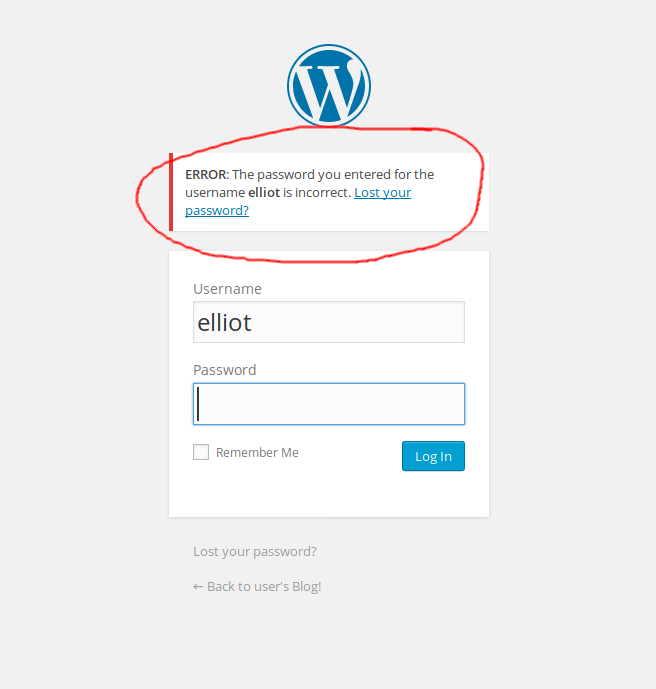 ERROR: The password you entered for the
username elliot is incorrect. Lost your
password?
Username
elliot
Password
Remember Me
Log In
Lost your password?
← Back to user's Blog!